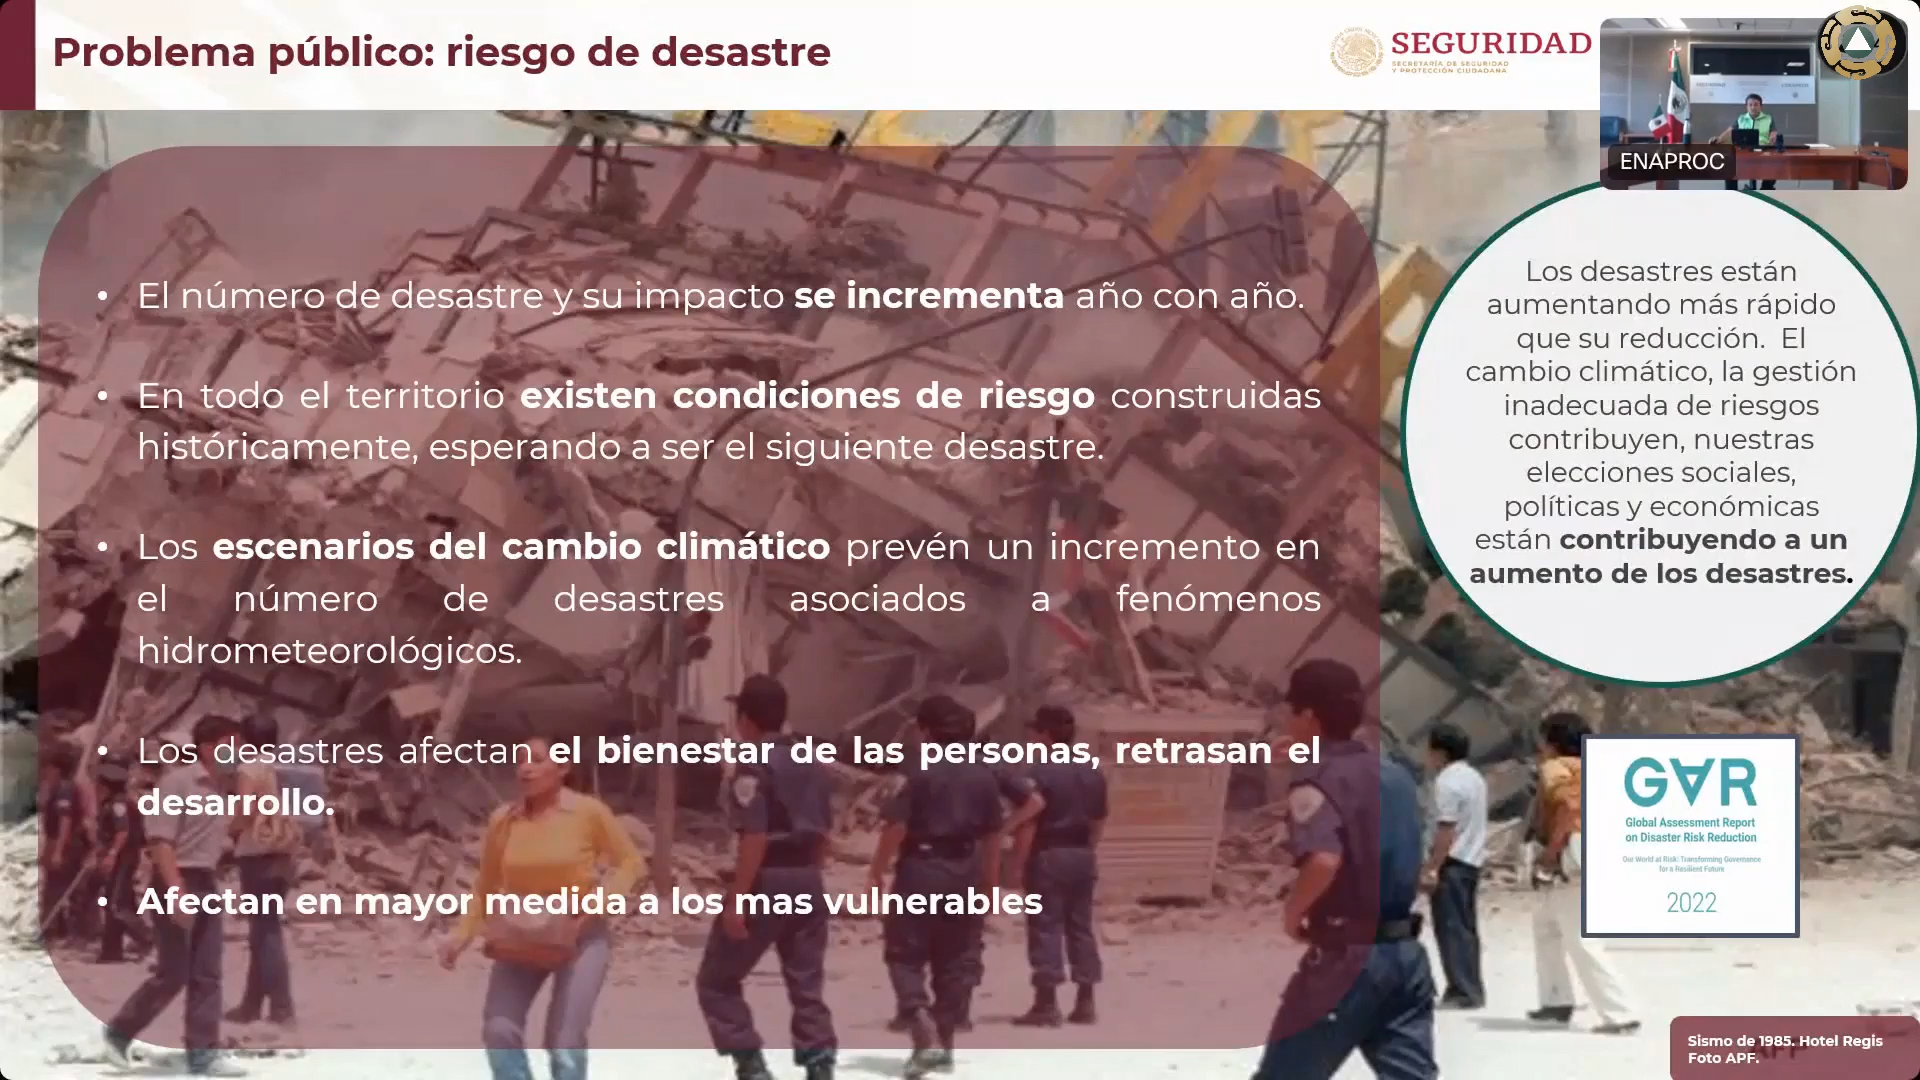 Problema público: riesgo de desastre
SEGURIDAD
SECRETARÍA DE SEGURIDAD
Y PROTECCIÓN CIUDADANA
ENAPROC
• El número de desastre y su impacto se incrementa año con año.
• En todo el territorio existen condiciones de riesgo construidas
históricamente, esperando a ser el siguiente desastre.
• Los escenarios del cambio climático prevén un incremento en
el número de desastres asociados a fenómenos
hidrometeorológicos.
• Los desastres afectan el bienestar de las personas, retrasan el
desarrollo.
• Afectan en mayor medida a los mas vulnerables
Los desastres están
aumentando más rápido
que su reducción. El
cambio climático, la gestión
inadecuada de riesgos
contribuyen, nuestras
elecciones sociales,
políticas y económicas
están contribuyendo a un
aumento de los desastres.
GAR
Global Assessment Report
on Disaster Risk Reduction
Our World at Risk: Transforming Governance
for a Resilient Future
2022
Sismo de 1985. Hotel Regis
Foto APF.